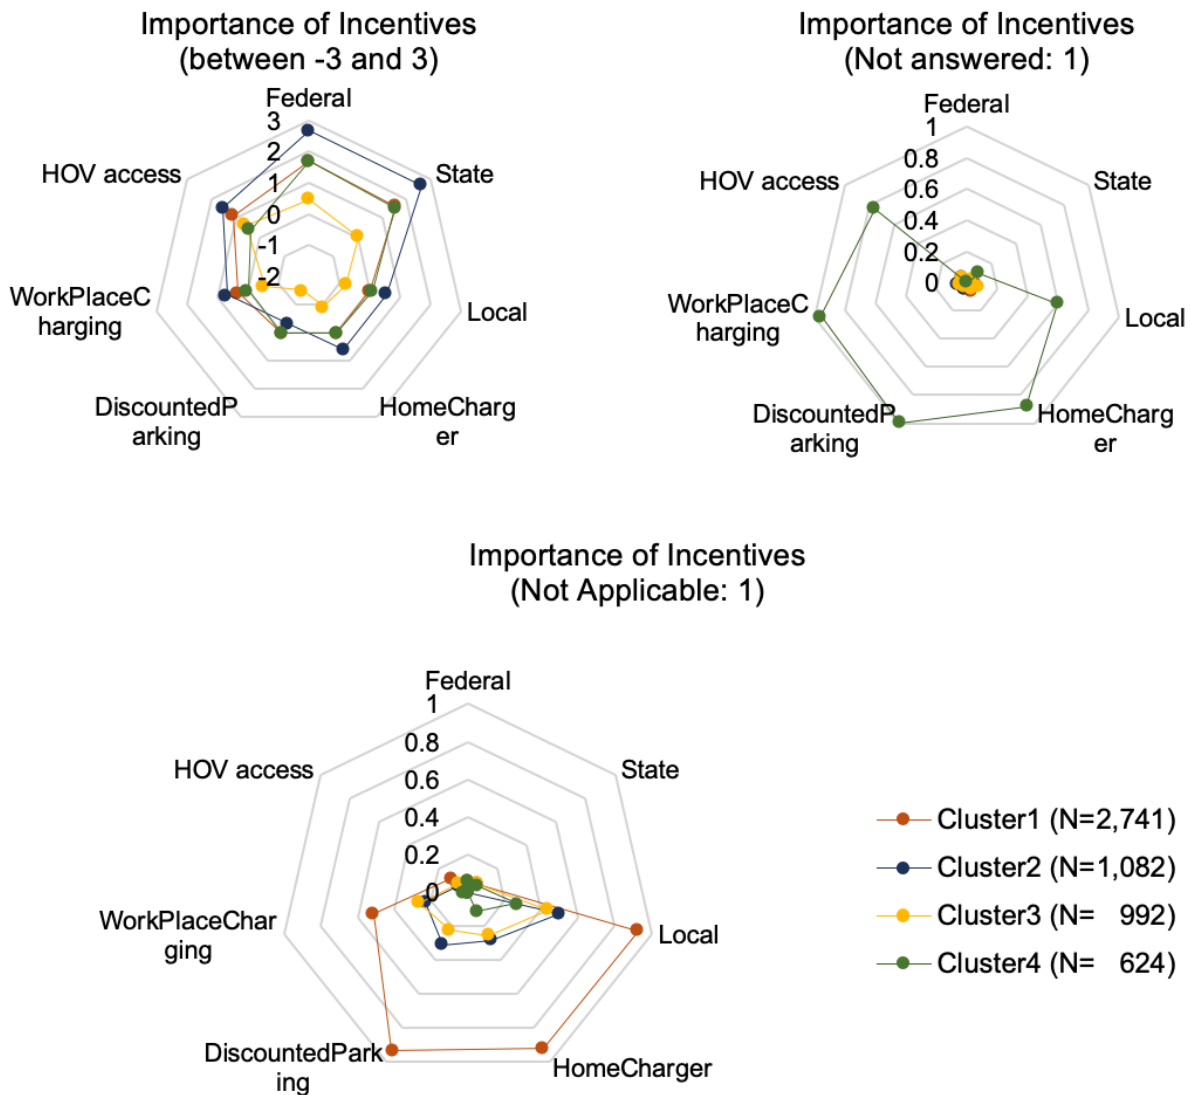 Importance of Incentives
(between -3 and 3)
Federal
3
2
1
0
-1
-2
HOV access
State
WorkPlaceC
harging
Local
DiscountedP
arking
HomeCharg
er
Importance of Incentives
(Not answered: 1)
Federal
1
0.8
0.6
0.4
0.2
0
HOV access
State
WorkPlaceC
harging
Local
DiscountedP
arking
HomeCharg
er
Importance of Incentives
(Not Applicable: 1)
Federal
1
0.8
0.6
0.4
0.2
0
HOV access
State
WorkPlaceChar
ging
Local
DiscountedPark
ing
HomeCharger
Cluster1 (N=2,741)
Cluster2 (N=1,082)
Cluster3 (N= 992)
Cluster4 (N= 624)